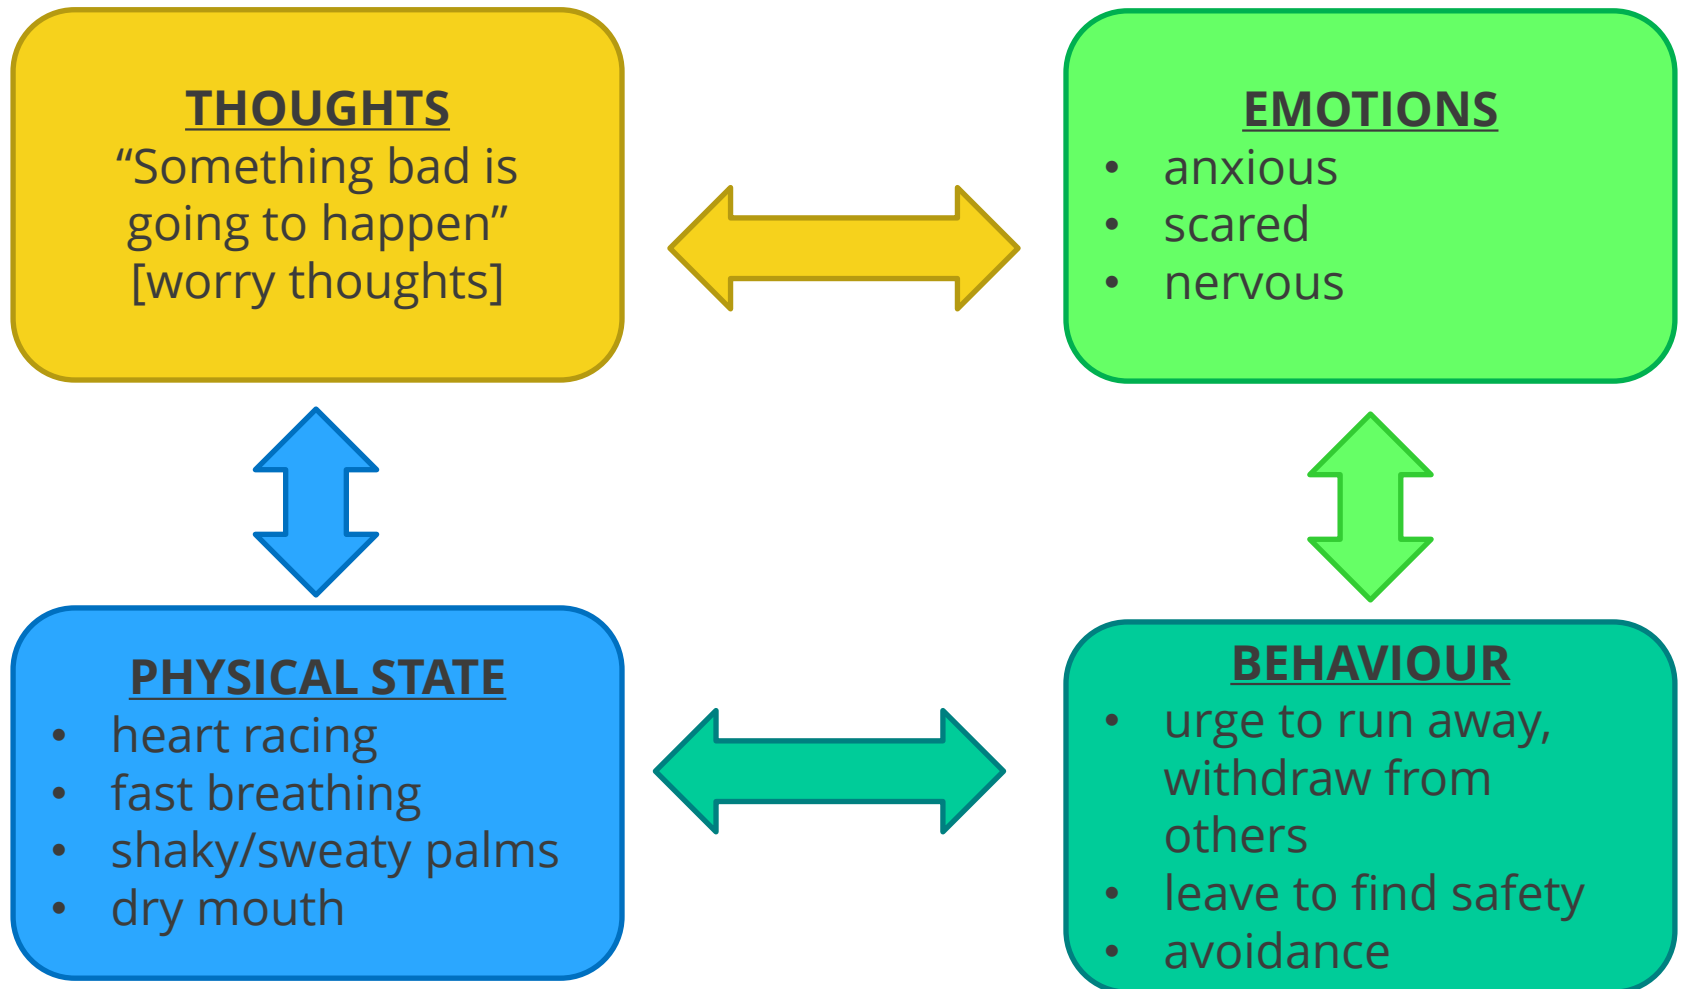 THOUGHTS
“Something bad is
going to happen”
[worry thoughts]
EMOTIONS
• anxious
• scared
• nervous
PHYSICAL STATE
• heart racing
• fast breathing
• shaky/sweaty palms
• dry mouth
BEHAVIOUR
• urge to run away,
withdraw from
others
• leave to find safety
• avoidance